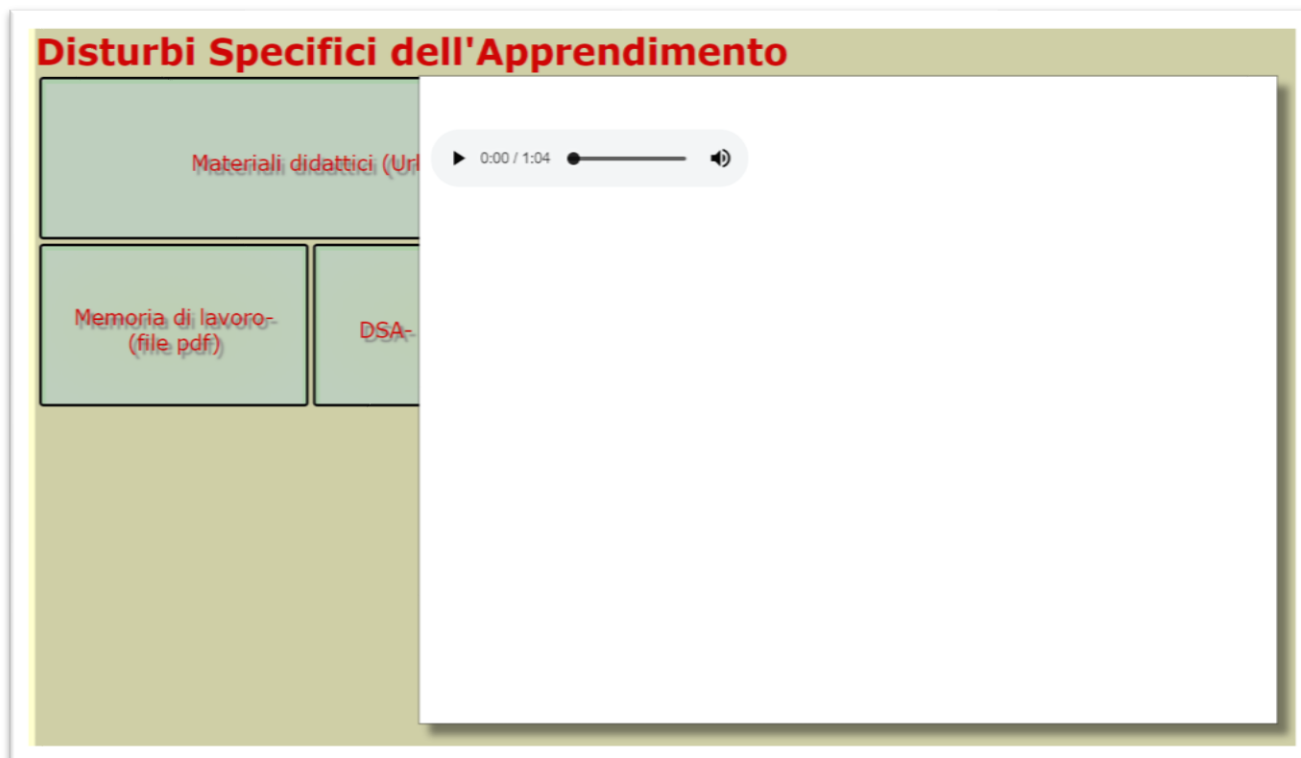 Disturbi Specifici dell'Apprendimento
Materiali didattici (Url
0:00 / 1:04
Memoria di lavoro-
(file pdf)
DSA-